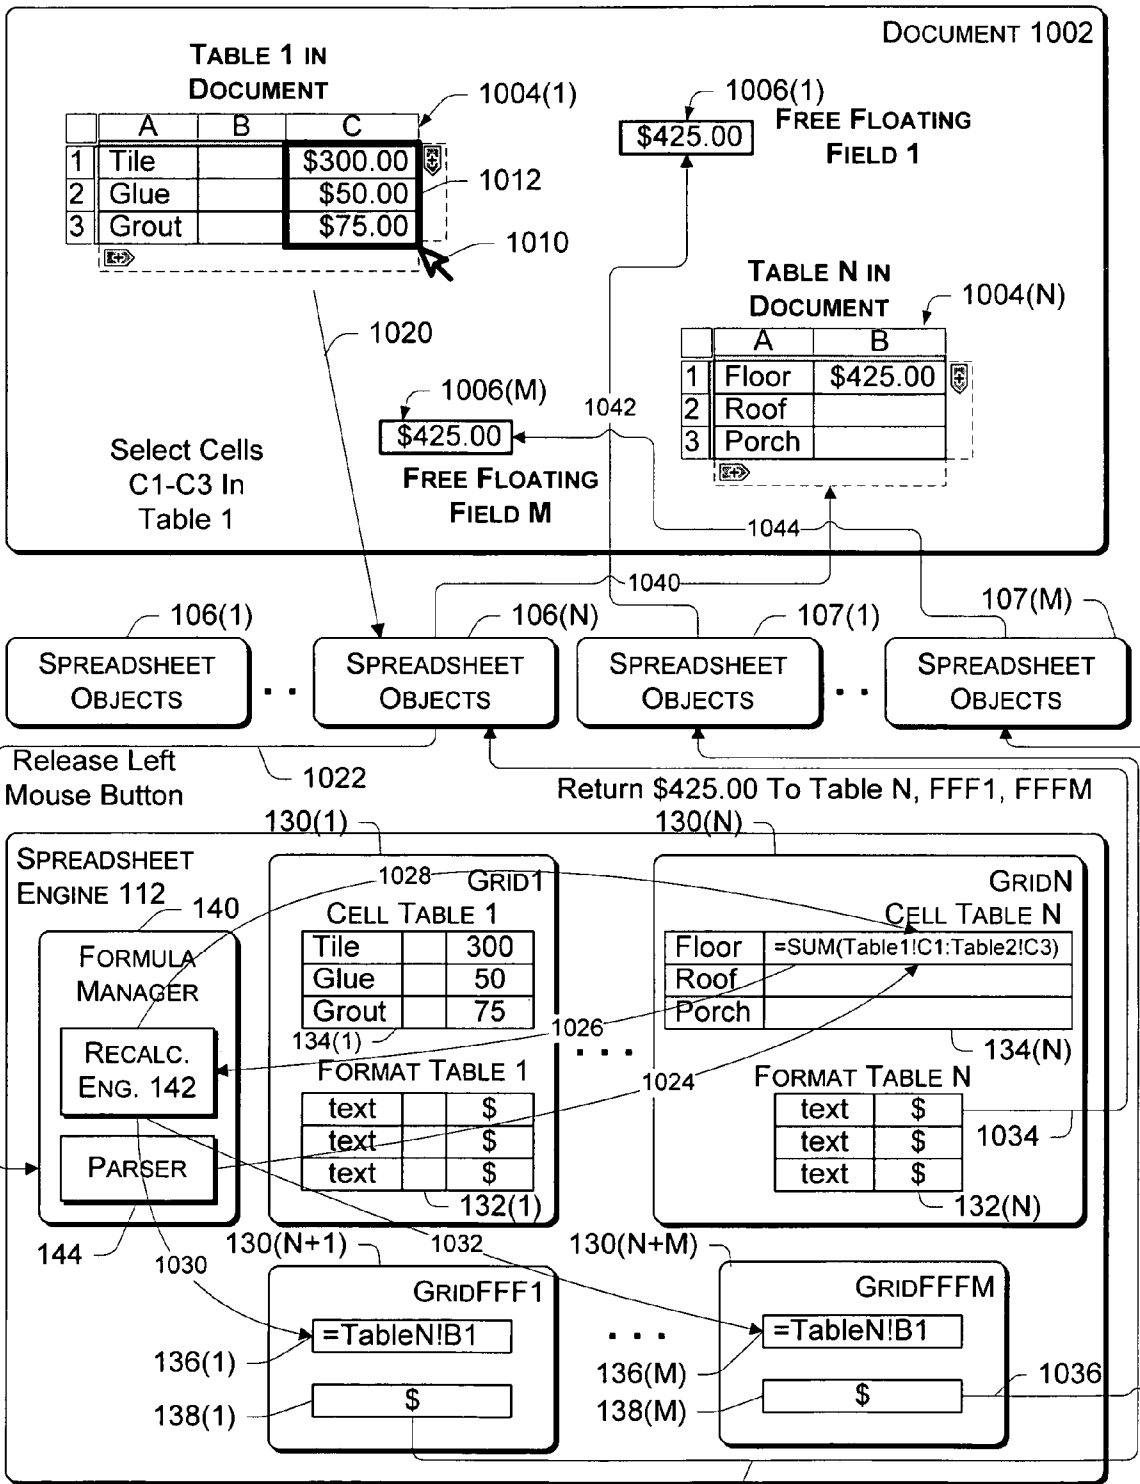 DOCUMENT 1002
TABLE 1 IN
DOCUMENT
1004(1)
A B C
1 Tile $300.00
2 Glue $50.00
3 Grout $75.00
1012
1010
1006(1)
$425.00
FREE FLOATING
FIELD 1
TABLE N IN
DOCUMENT
1004(N)
A B
1 Floor $425.00
2 Roof
3 Porch
1020
1006(M)
$425.00
FREE FLOATING
FIELD M
1042
Select Cells
C1-C3 In
Table 1
1044
1040
106(1)
106(N)
107(1)
107(M)
SPREADSHEET
OBJECTS
. .
SPREADSHEET
OBJECTS
SPREADSHEET
OBJECTS
. .
SPREADSHEET
OBJECTS
Release Left
Mouse Button
1022
Return $425.00 To Table N, FFF1, FFFM
SPREADSHEET
ENGINE 112
130(1)
130(N)
140
1028
FORMULA
MANAGER
RECALC.
ENG. 142
PARSER
144
GRID1
CELL TABLE 1
Tile 300
Glue 50
Grout 75
134(1)
FORMAT TABLE 1
text $
text $
text $
132(1)
1026
. . .
1024
GRIDN
CELL TABLE N
Floor =SUM(Table1!C1:Table2!C3)
Roof
Porch
134(N)
FORMAT TABLE N
text $
text $
text $
1034
132(N)
1030
1032
130(N+1)
GRIDFFF1
=TableN!B1
136(1)
$
138(1)
. . .
130(N+M)
GRIDFFFM
=TableN!B1
136(M)
$
138(M)
1036